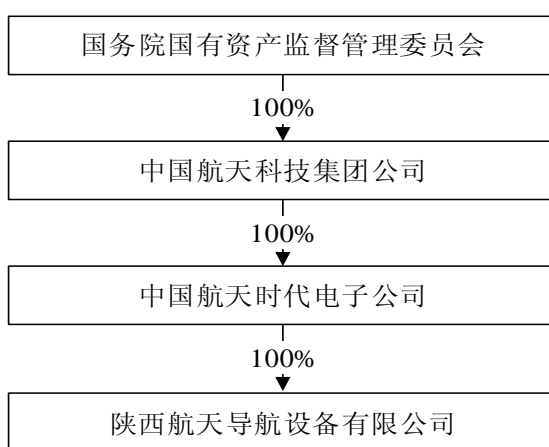 国务院国有资产监督管理委员会
100%
中国航天科技集团公司
100%
中国航天时代电子公司
100%
陕西航天导航设备有限公司